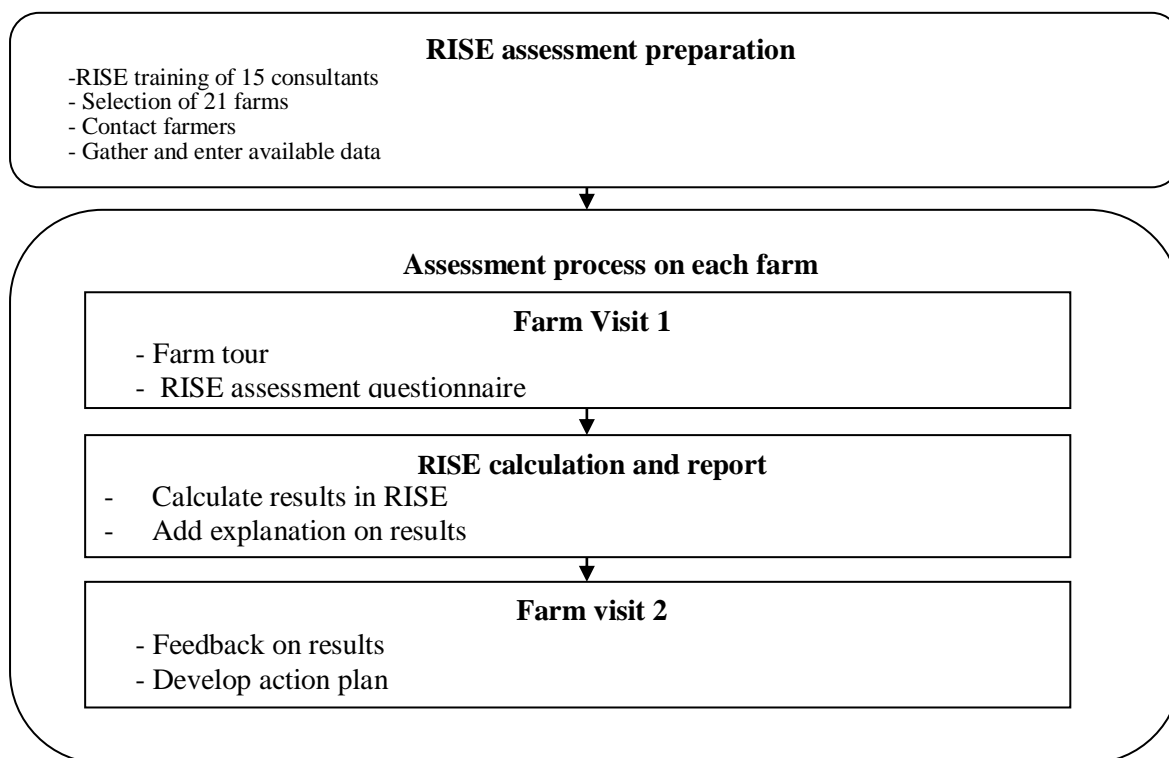 RISE assessment preparation
-RISE training of 15 consultants
- Selection of 21 farms
- Contact farmers
- Gather and enter available data
Assessment process on each farm
Farm Visit 1
- Farm tour
- RISE assessment questionnaire
RISE calculation and report
- Calculate results in RISE
- Add explanation on results
Farm visit 2
- Feedback on results
- Develop action plan